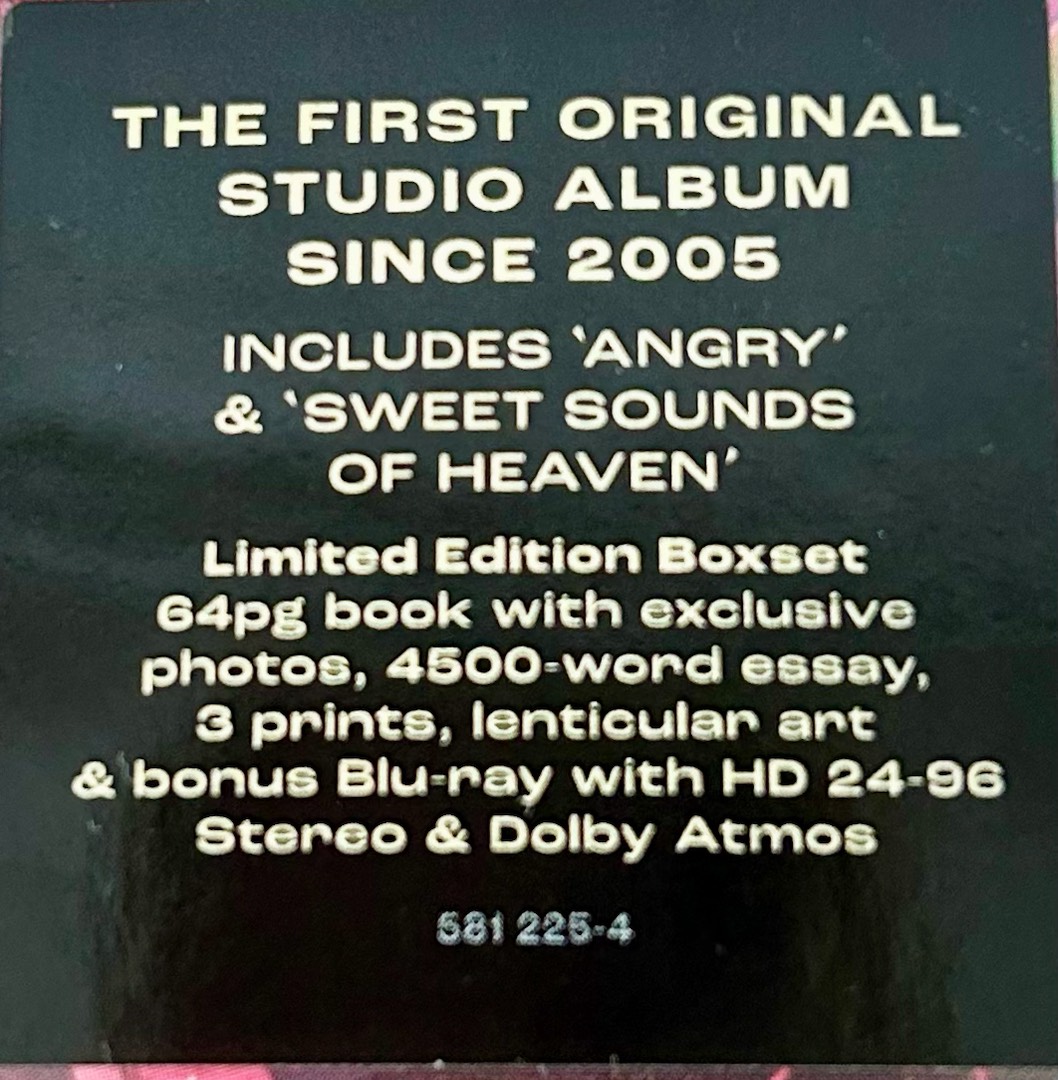 THE FIRST ORIGINAL
STUDIO ALBUM
SINCE 2005
INCLUDES ‘ANGRY’
& ‘SWEET SOUNDS
OF HEAVEN’
Limited Edition Boxset
64pg book with exclusive
photos, 4500-word essay,
3 prints, lenticular art
& bonus Blu-ray with HD 24-96
Stereo & Dolby Atmos
581 225-4